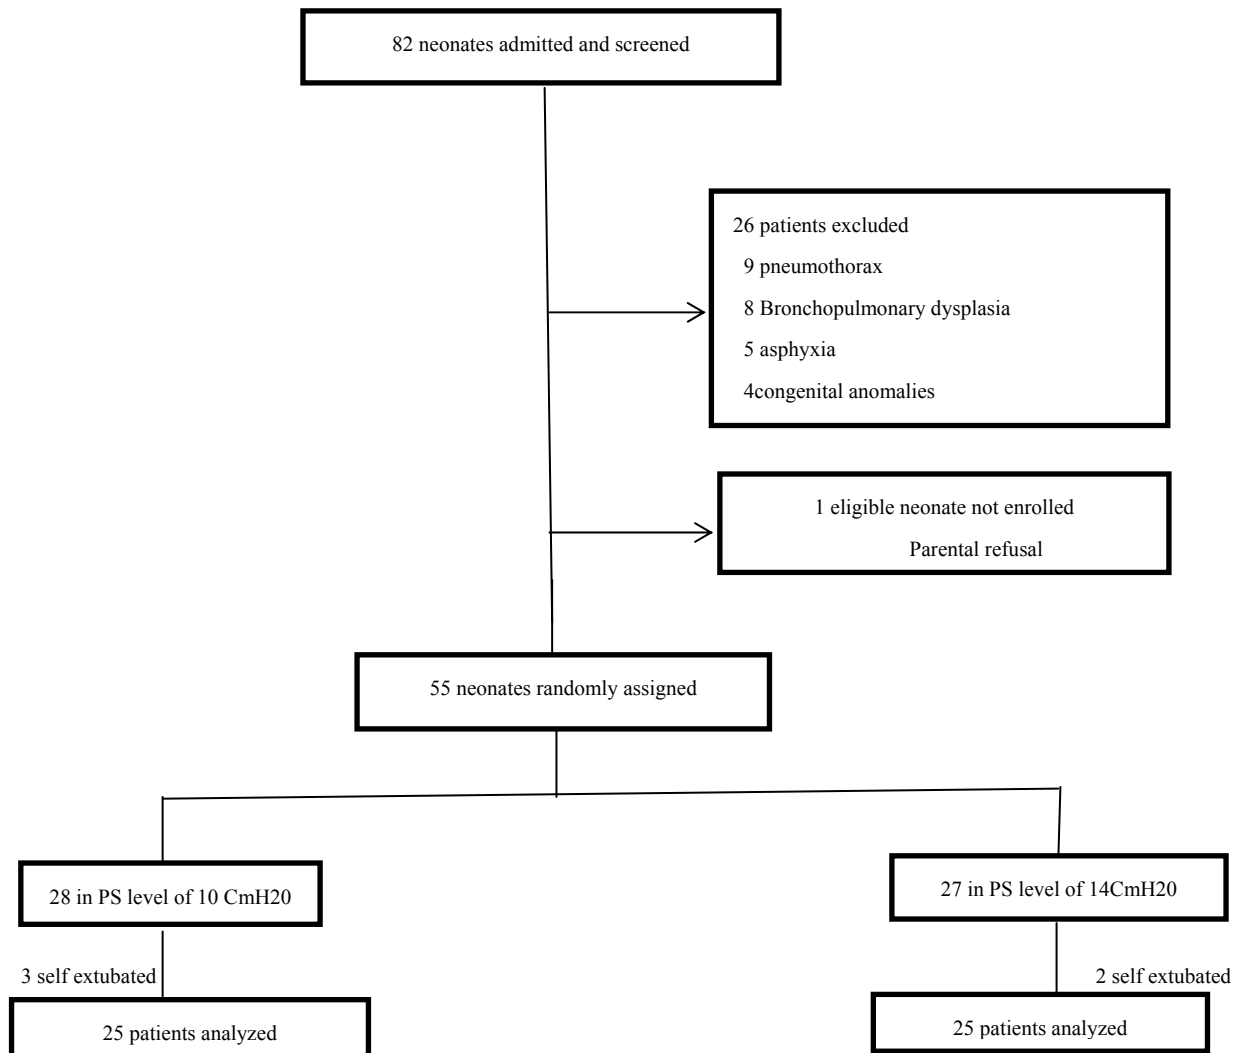 82 neonates admitted and screened
26 patients excluded
9 pneumothorax
8 Bronchopulmonary dysplasia
5 asphyxia
4congenital anomalies
1 eligible neonate not enrolled
Parental refusal
55 neonates randomly assigned
28 in PS level of 10 CmH20
27 in PS level of 14CmH20
3 self extubated
2 self extubated
25 patients analyzed
25 patients analyzed